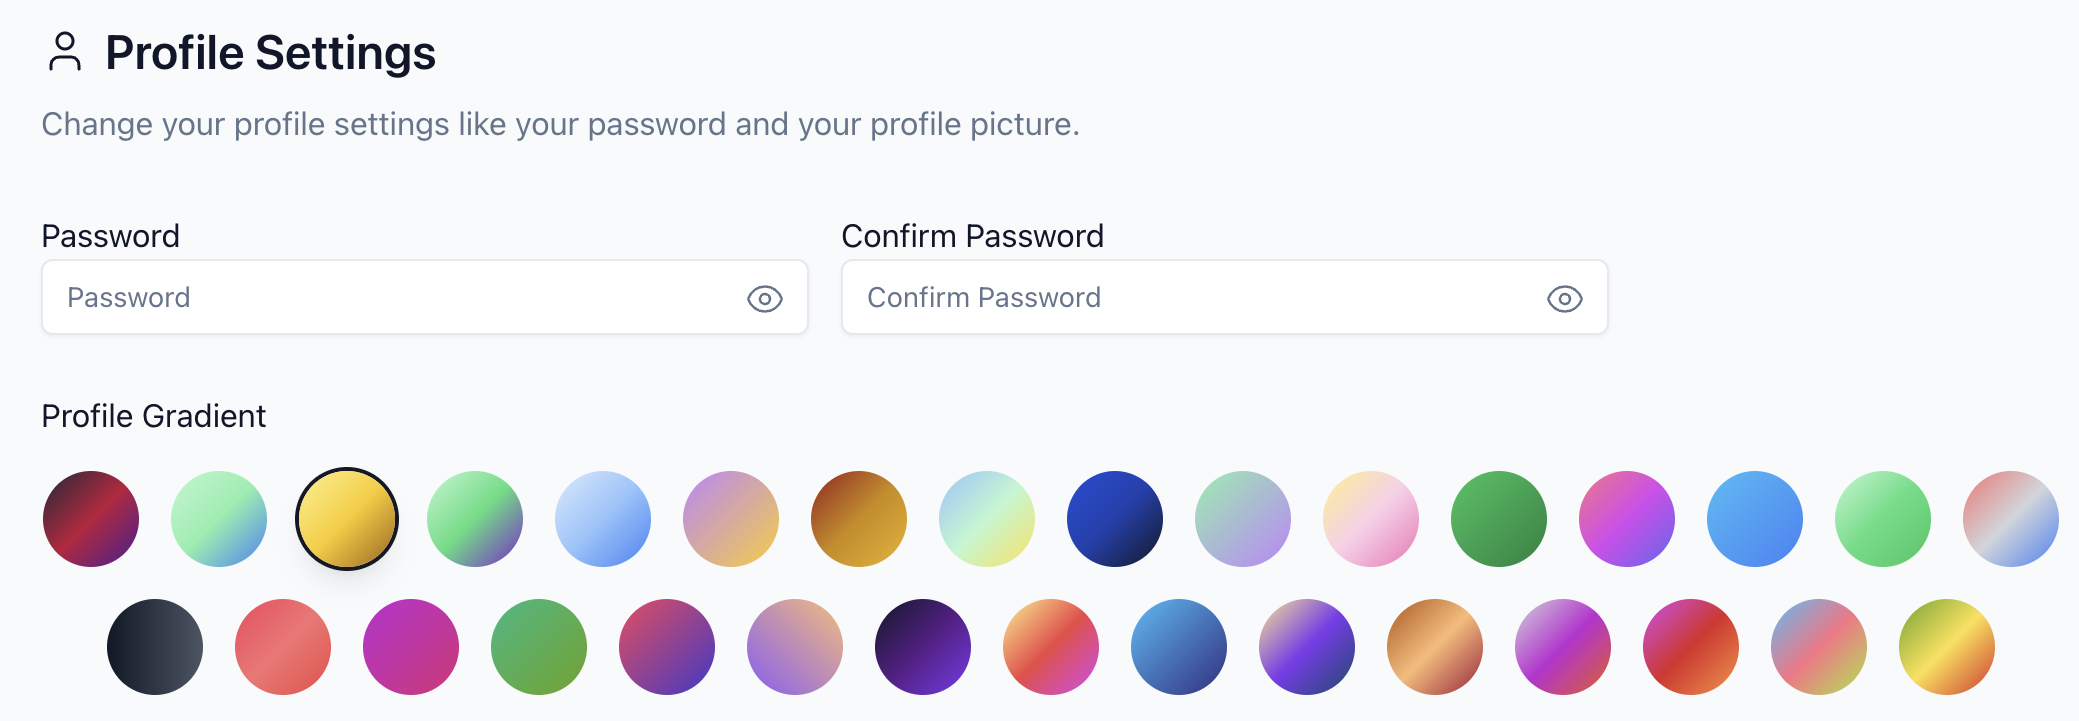 Profile Settings
Change your profile settings like your password and your profile picture.
Password
Confirm Password
Password
Confirm Password
Profile Gradient